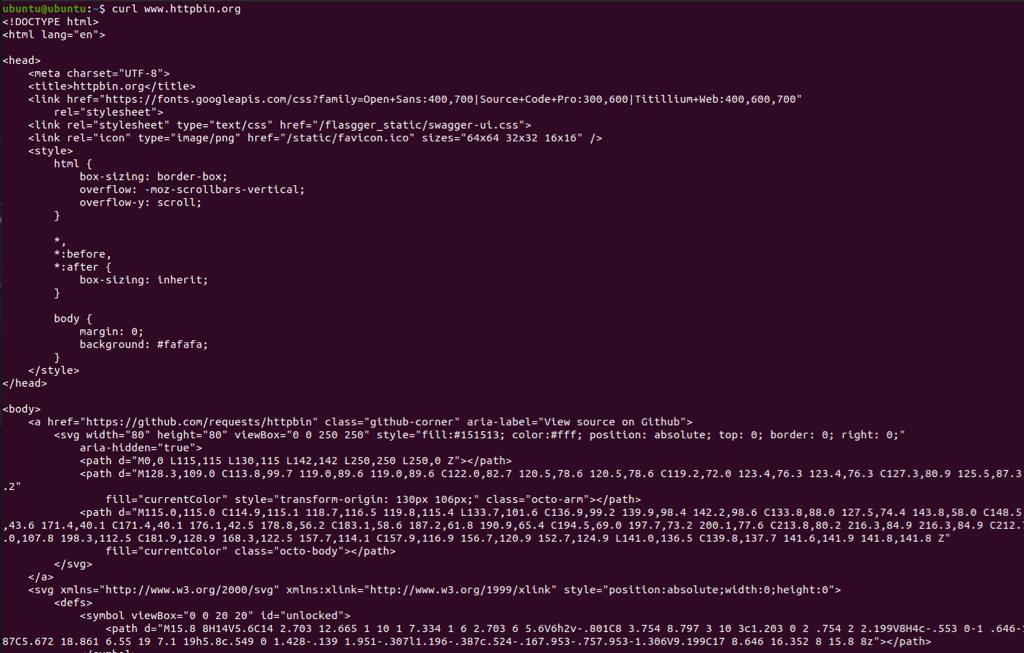 ubuntu@ubuntu:~$ curl www.httpbin.org
<!DOCTYPE html>
<html lang="en">

<head>
    <meta charset="UTF-8">
    <title>httpbin.org</title>
    <link href="https://fonts.googleapis.com/css?family=Open+Sans:400,700|Source+Code+Pro:300,600|Titillium+Web:400,600,700"
        rel="stylesheet">
    <link rel="stylesheet" type="text/css" href="/flasgger_static/swagger-ui.css">
    <link rel="icon" type="image/png" href="/static/favicon.ico" sizes="64x64 32x32 16x16" />
    <style>
        html {
            box-sizing: border-box;
            overflow: -moz-scrollbars-vertical;
            overflow-y: scroll;
        }

        *,
        *:before,
        *:after {
            box-sizing: inherit;
        }

        body {
            margin: 0;
            background: #fafafa;
        }
    </style>
</head>

<body>
    <a href="https://github.com/requests/httpbin" class="github-corner" aria-label="View source on Github">
        <svg width="80" height="80" viewBox="0 0 250 250" style="fill:#151513; color:#fff; position: absolute; top: 0; border: 0; right: 0;"
            aria-hidden="true">
            <path d="M0,0 L115,115 L130,115 L142,142 L250,250 L250,0 Z"></path>
            <path d="M128.3,109.0 C113.8,99.7 119.0,89.6 119.0,89.6 C122.0,82.7 120.5,78.6 120.5,78.6 C119.2,72.0 123.4,76.3 123.4,76.3 C127.3,80.9 125.5,87.3
.2"
                fill="currentColor" style="transform-origin: 130px 106px;" class="octo-arm"></path>
            <path d="M115.0,115.0 C114.9,115.1 118.7,116.5 119.8,115.4 L133.7,101.6 C136.9,99.2 139.9,98.4 142.2,98.6 C133.8,88.0 127.5,74.4 143.8,58.0 C148.5
,43.6 171.4,40.1 C171.4,40.1 176.1,42.5 178.8,56.2 C183.1,58.6 187.2,61.8 190.9,65.4 C194.5,69.0 197.7,73.2 200.1,77.6 C213.8,80.2 216.3,84.9 216.3,84.9 C212.
.0,107.8 198.3,112.5 C181.9,128.9 168.3,122.5 157.7,114.1 C157.9,116.9 156.7,120.9 152.7,124.9 L141.0,136.5 C139.8,137.7 141.6,141.9 141.8,141.8 Z"
                fill="currentColor" class="octo-body"></path>
        </svg>
    </a>
    <svg xmlns="http://www.w3.org/2000/svg" xmlns:xlink="http://www.w3.org/1999/xlink" style="position:absolute;width:0;height:0">
        <defs>
            <symbol viewBox="0 0 20 20" id="unlocked">
                <path d="M15.8 8H14V5.6C14 2.703 12.665 1 10 1 7.334 1 6 2.703 6 5.6V6h2v-.801C8 3.754 8.797 3 10 3c1.203 0 2 .754 2 2.199V8H4c-.553 0-1 .646-
87C5.672 18.861 6.55 19 7.1 19h5.8c.549 0 1.428-.139 1.951-.307l1.196-.387c.524-.167.953-.757.953-1.306V9.199C17 8.646 16.352 8 15.8 8z"></path>